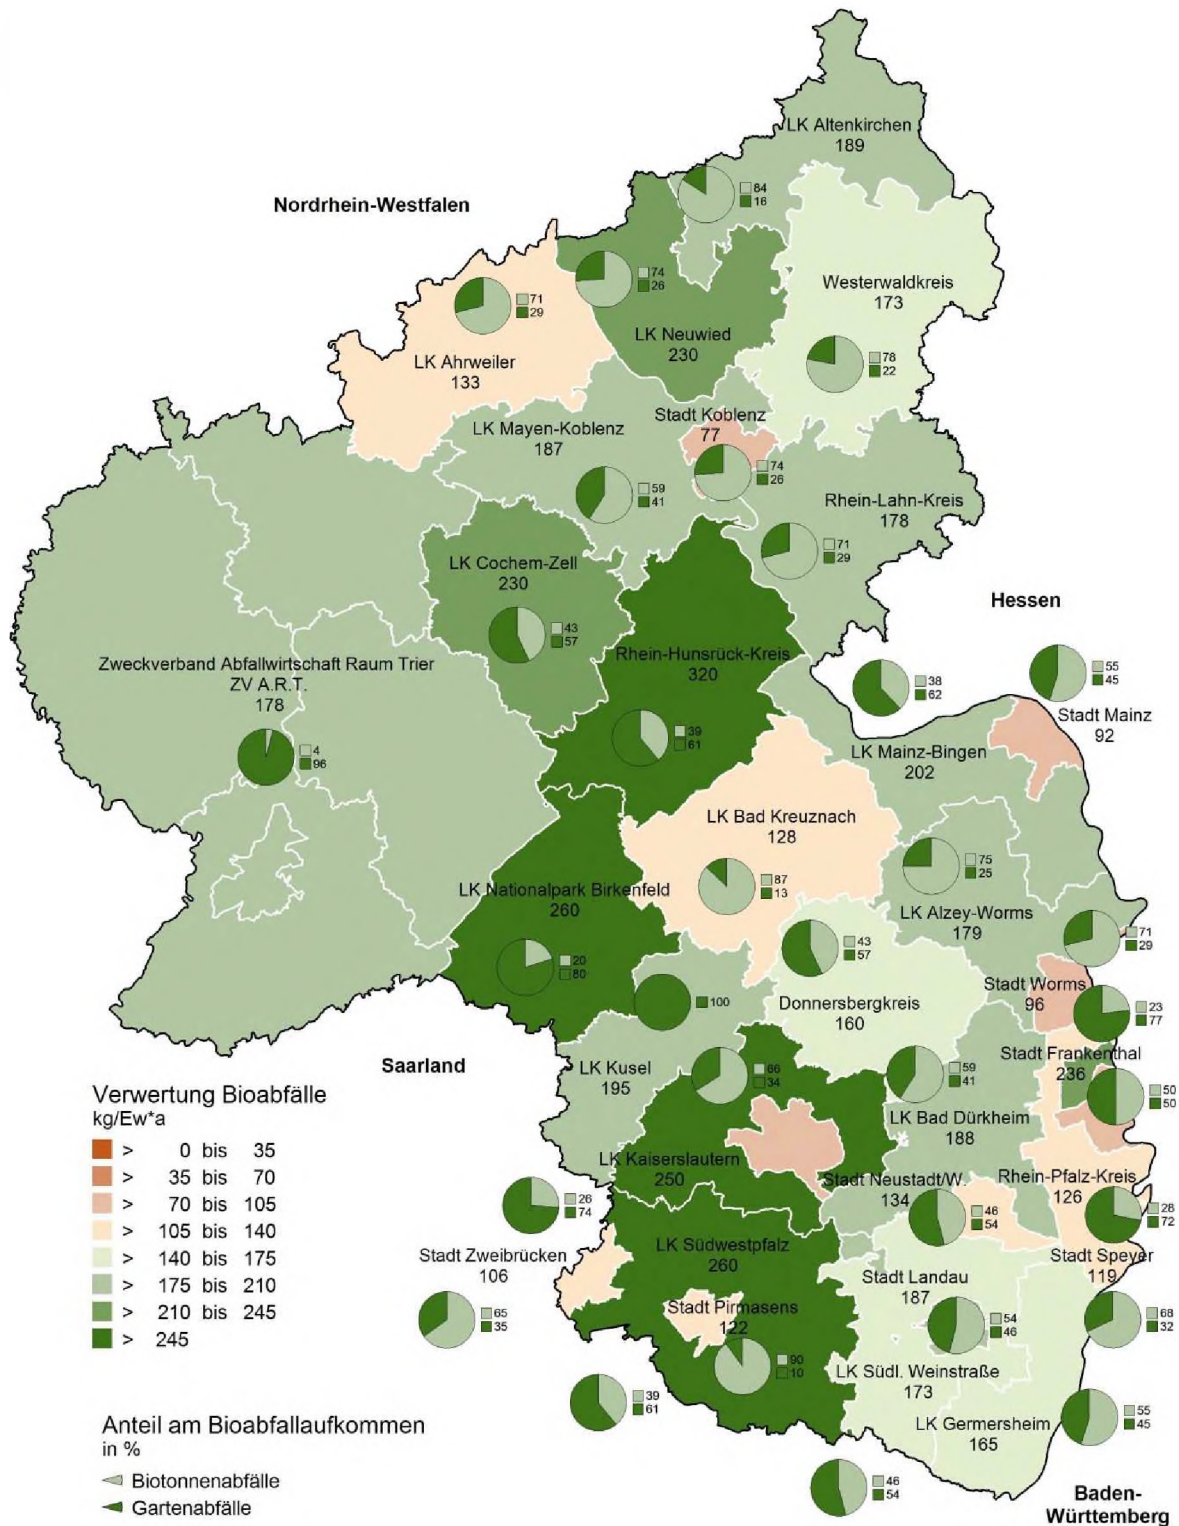 LK Altenkirchen
189
84
16
Nordrhein-Westfalen
Westerwaldkreis
173
78
22
74
26
LK Neuwied
230
71
29
LK Ahrweiler
133
Stadt Koblenz
77
74
26
LK Mayen-Koblenz
187
59
41
Rhein-Lahn-Kreis
178
71
29
LK Cochem-Zell
230
43
57
Hessen
Rhein-Hunsrück-Kreis
320
39
61
Zweckverband Abfallwirtschaft Raum Trier
ZV A.R.T.
178
4
96
38
62
55
45
Stadt Mainz
92
LK Mainz-Bingen
202
LK Bad Kreuznach
128
87
13
75
25
LK Alzey-Worms
179
71
29
LK Nationalpark Birkenfeld
260
20
80
43
57
Donnersbergkreis
160
Stadt Worms
96
23
77
100
Saarland
LK Kusel
195
66
34
59
41
LK Bad Dürkheim
188
Stadt Frankenthal
236
50
50
LK Kaiserslautern
250
Stadt Neustadt/W.
134
46
54
Rhein-Pfalz-Kreis
126
28
72
26
74
Stadt Zweibrücken
106
LK Südwestpfalz
260
Stadt Speyer
119
65
35
Stadt Pirmasens
122
90
10
Stadt Landau
187
54
46
68
32
39
61
LK Südl. Weinstraße
173
LK Germersheim
165
55
45
46
54
Baden-
Württemberg
Verwertung Bioabfälle
kg/Ew*a
> 0 bis 35
> 35 bis 70
> 70 bis 105
> 105 bis 140
> 140 bis 175
> 175 bis 210
> 210 bis 245
> 245
Anteil am Bioabfallaufkommen
in %
Biotonnenabfälle
Gartenabfälle